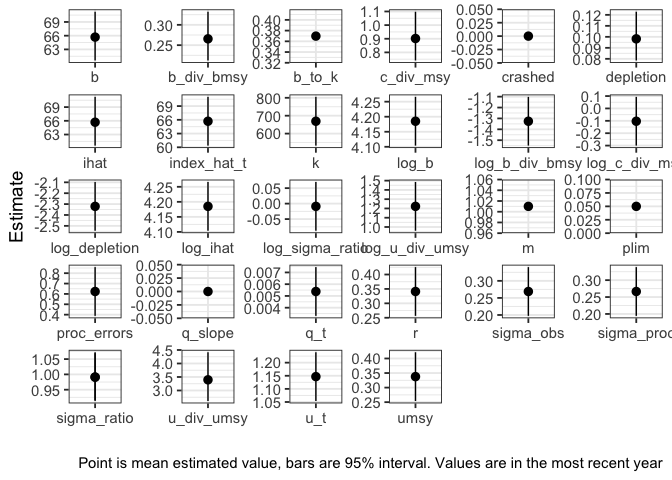 Estimate
69 66 63
0.30 0.25
0.40 0.38 0.36 0.34 0.32
1.1 1.0 0.9 0.8
0.050 0.025 0.000 -0.025 -0.050
0.12 0.11 0.10 0.09 0.08
b b_div_bmsy b_to_k c_div_msy crashed depletion
69 66 63
69 66 63 60
800 700 600
4.25 4.20 4.15 4.10
-1.1 -1.2 -1.3 -1.4 -1.5
0.1 0.0 -0.1 -0.2 -0.3
ihat index_hat_t k log_b log_b_div_bmsy log_c_div_ms
-2.1 -2.2 -2.3 -2.4 -2.5
4.25 4.20 4.15 4.10
0.05 0.00 -0.05
1.5 1.4 1.3 1.2 1.1 1.0
1.06 1.04 1.02 1.00 0.98 0.96
0.100 0.075 0.050 0.025 0.000
log_depletion log_ihat log_sigma_ratio log_u_div_umsy m plim
0.8 0.7 0.6 0.5 0.4
0.050 0.025 0.000 -0.025 -0.050
0.007 0.006 0.005 0.004
0.40 0.35 0.30 0.25
0.30 0.25 0.20
0.30 0.25 0.20
proc_errors q_slope q_t r sigma_obs sigma_proc
1.05 1.00 0.95
4.5 4.0 3.5 3.0
1.20 1.15 1.10 1.05
0.40 0.35 0.30 0.25
sigma_ratio u_div_umsy u_t umsy
Point is mean estimated value, bars are 95% interval. Values are in the most recent year